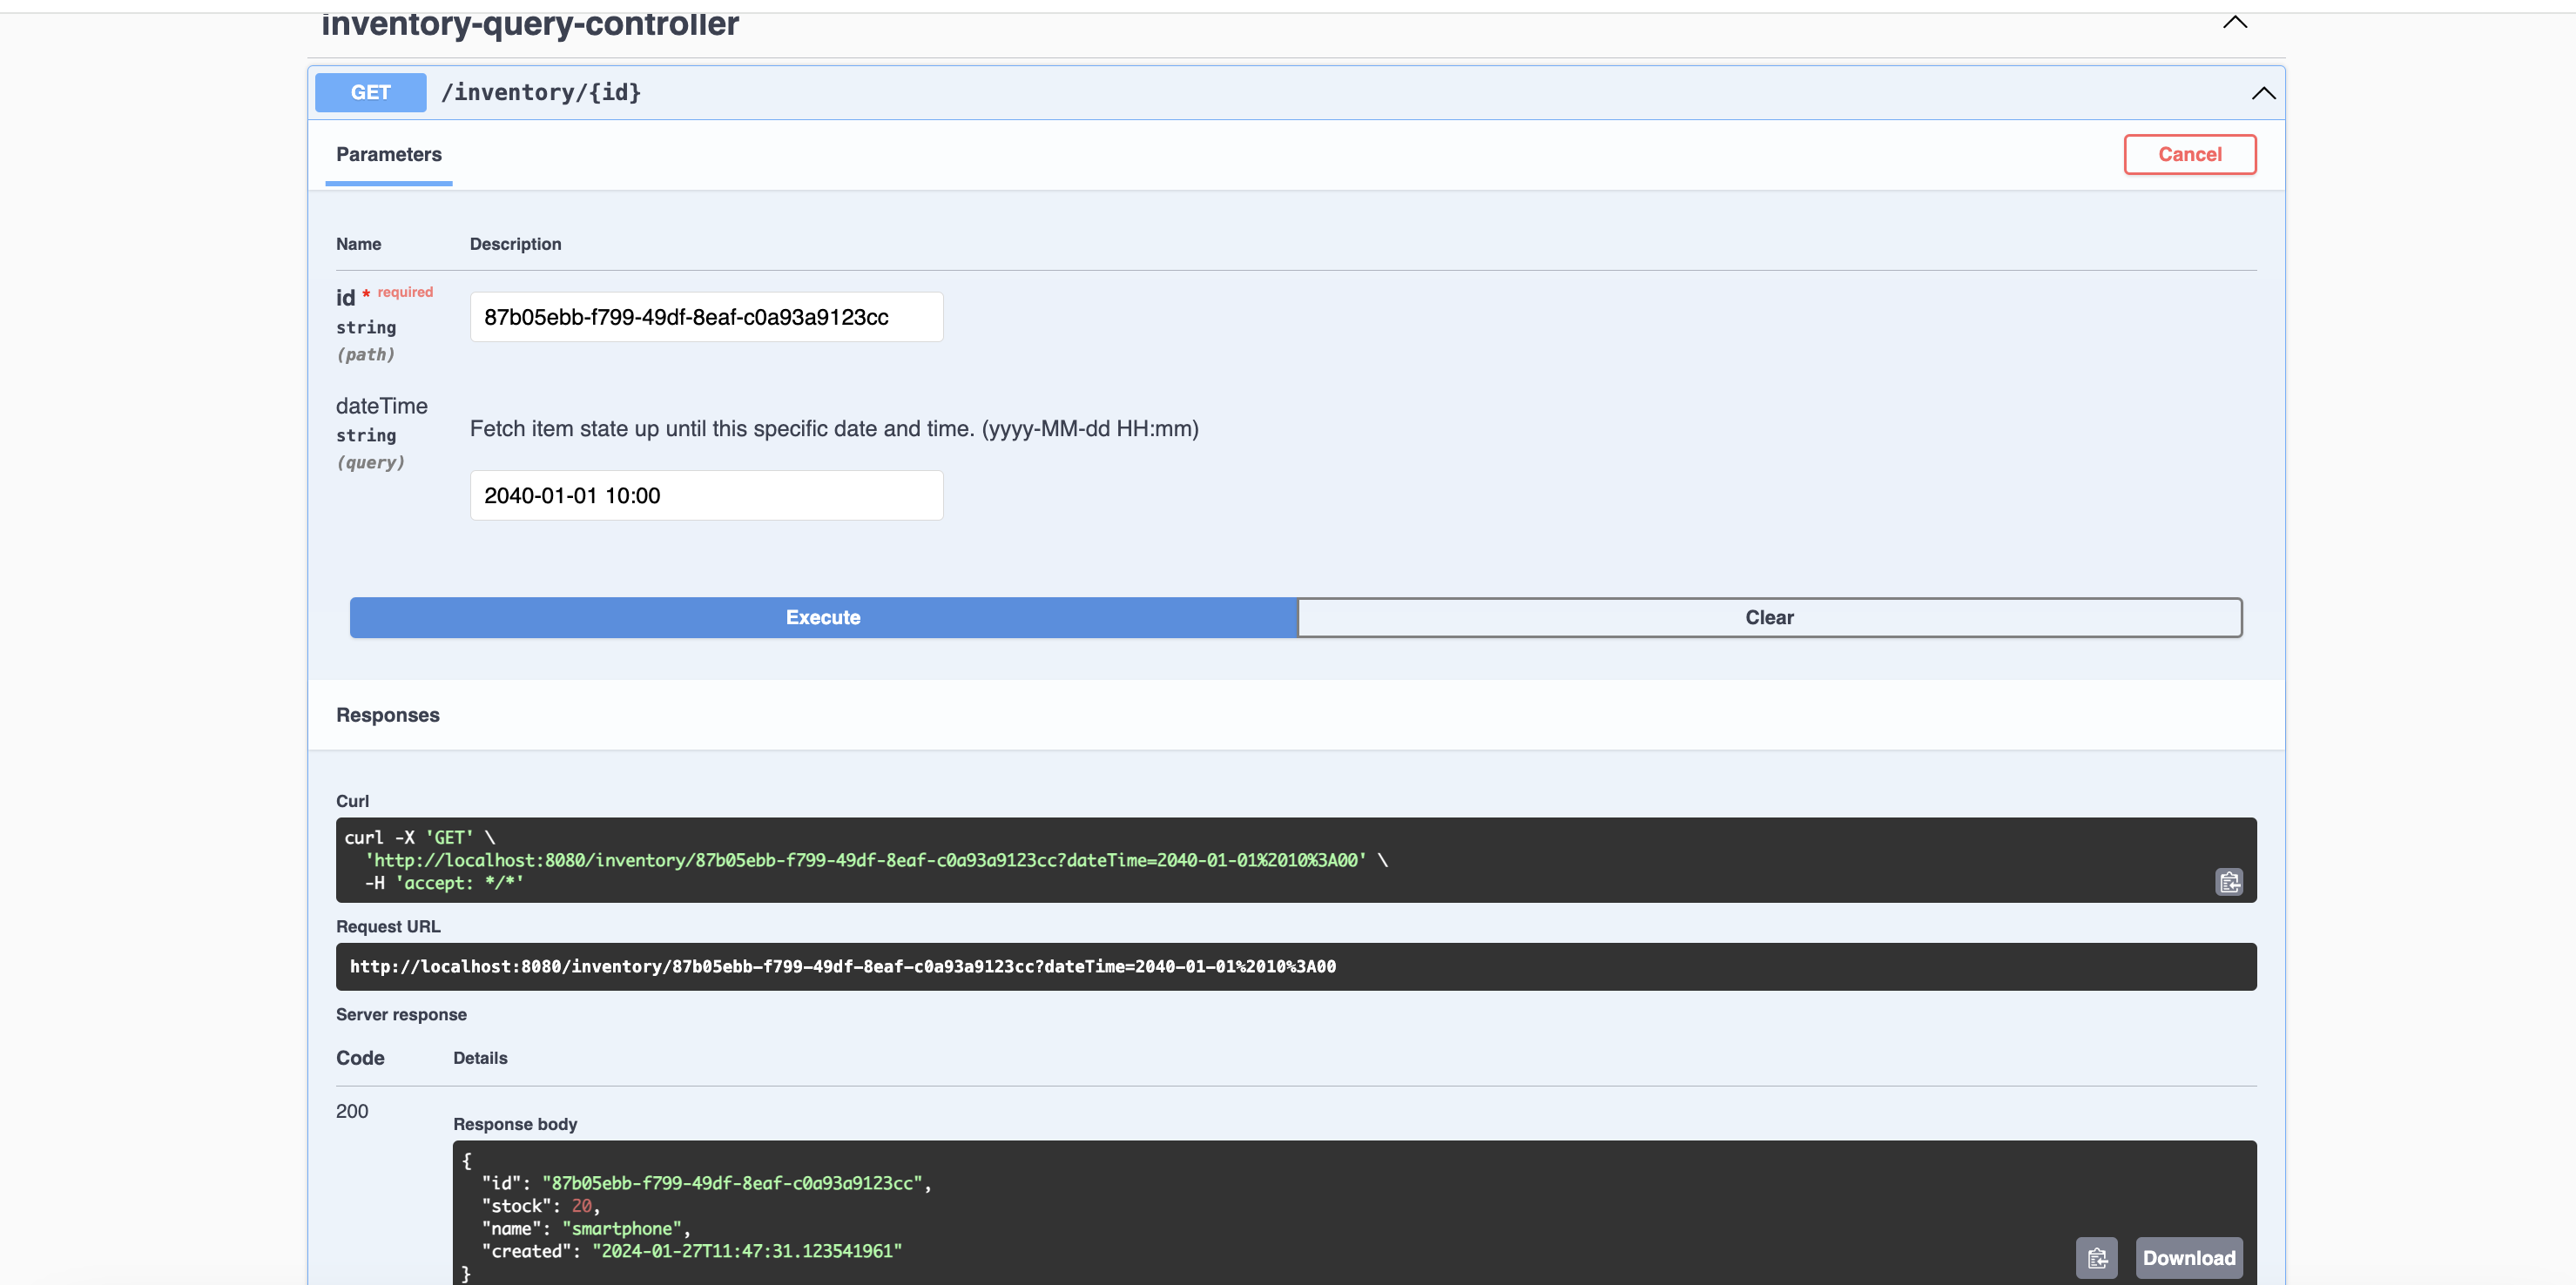 inventory-query-controller
GET /inventory/{id}
Parameters
Cancel
Name Description
id * required
string
(path)
87b05ebb-f799-49df-8eaf-c0a93a9123cc
dateTime
string
(query)
Fetch item state up until this specific date and time. (yyyy-MM-dd HH:mm)
2040-01-01 10:00
Execute
Clear
Responses
Curl
curl -X 'GET' \
'http://localhost:8080/inventory/87b05ebb-f799-49df-8eaf-c0a93a9123cc?dateTime=2040-01-01%2010%3A00' \
-H 'accept: */*'
Request URL
http://localhost:8080/inventory/87b05ebb-f799-49df-8eaf-c0a93a9123cc?dateTime=2040-01-01%2010%3A00
Server response
Code Details
200
Response body
{
"id": "87b05ebb-f799-49df-8eaf-c0a93a9123cc",
"stock": 20,
"name": "smartphone",
"created": "2024-01-27T11:47:31.123541961"
}
Download